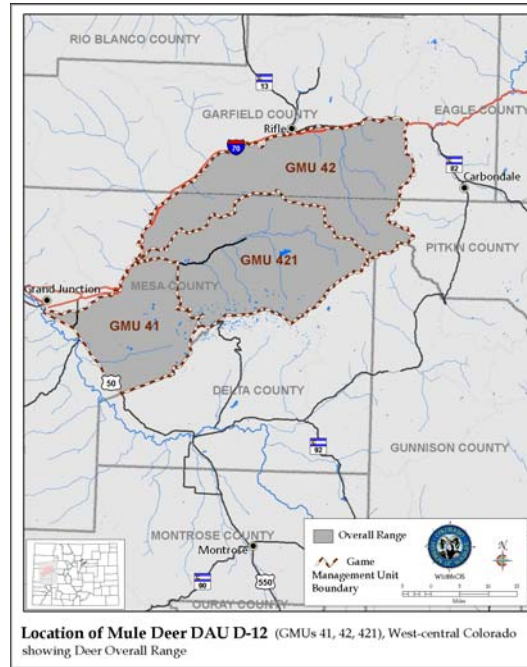 RIO BLANCO COUNTY
13
GARFIELD COUNTY
EAGLE COUNTY
Rifle
70
GMU 42
82
Carbondale
GMU 421
PITKIN COUNTY
Grand Junction
MESA COUNTY
GMU 41
50
DELTA COUNTY
92
GUNNISON COUNTY
MONTROSE COUNTY
Montrose
90
550
OURAY COUNTY
Overall Range
Game
Management Unit
Boundary
N
Miles
Location of Mule Deer DAU D-12 (GMUs 41, 42, 421), West-central Colorado
showing Deer Overall Range